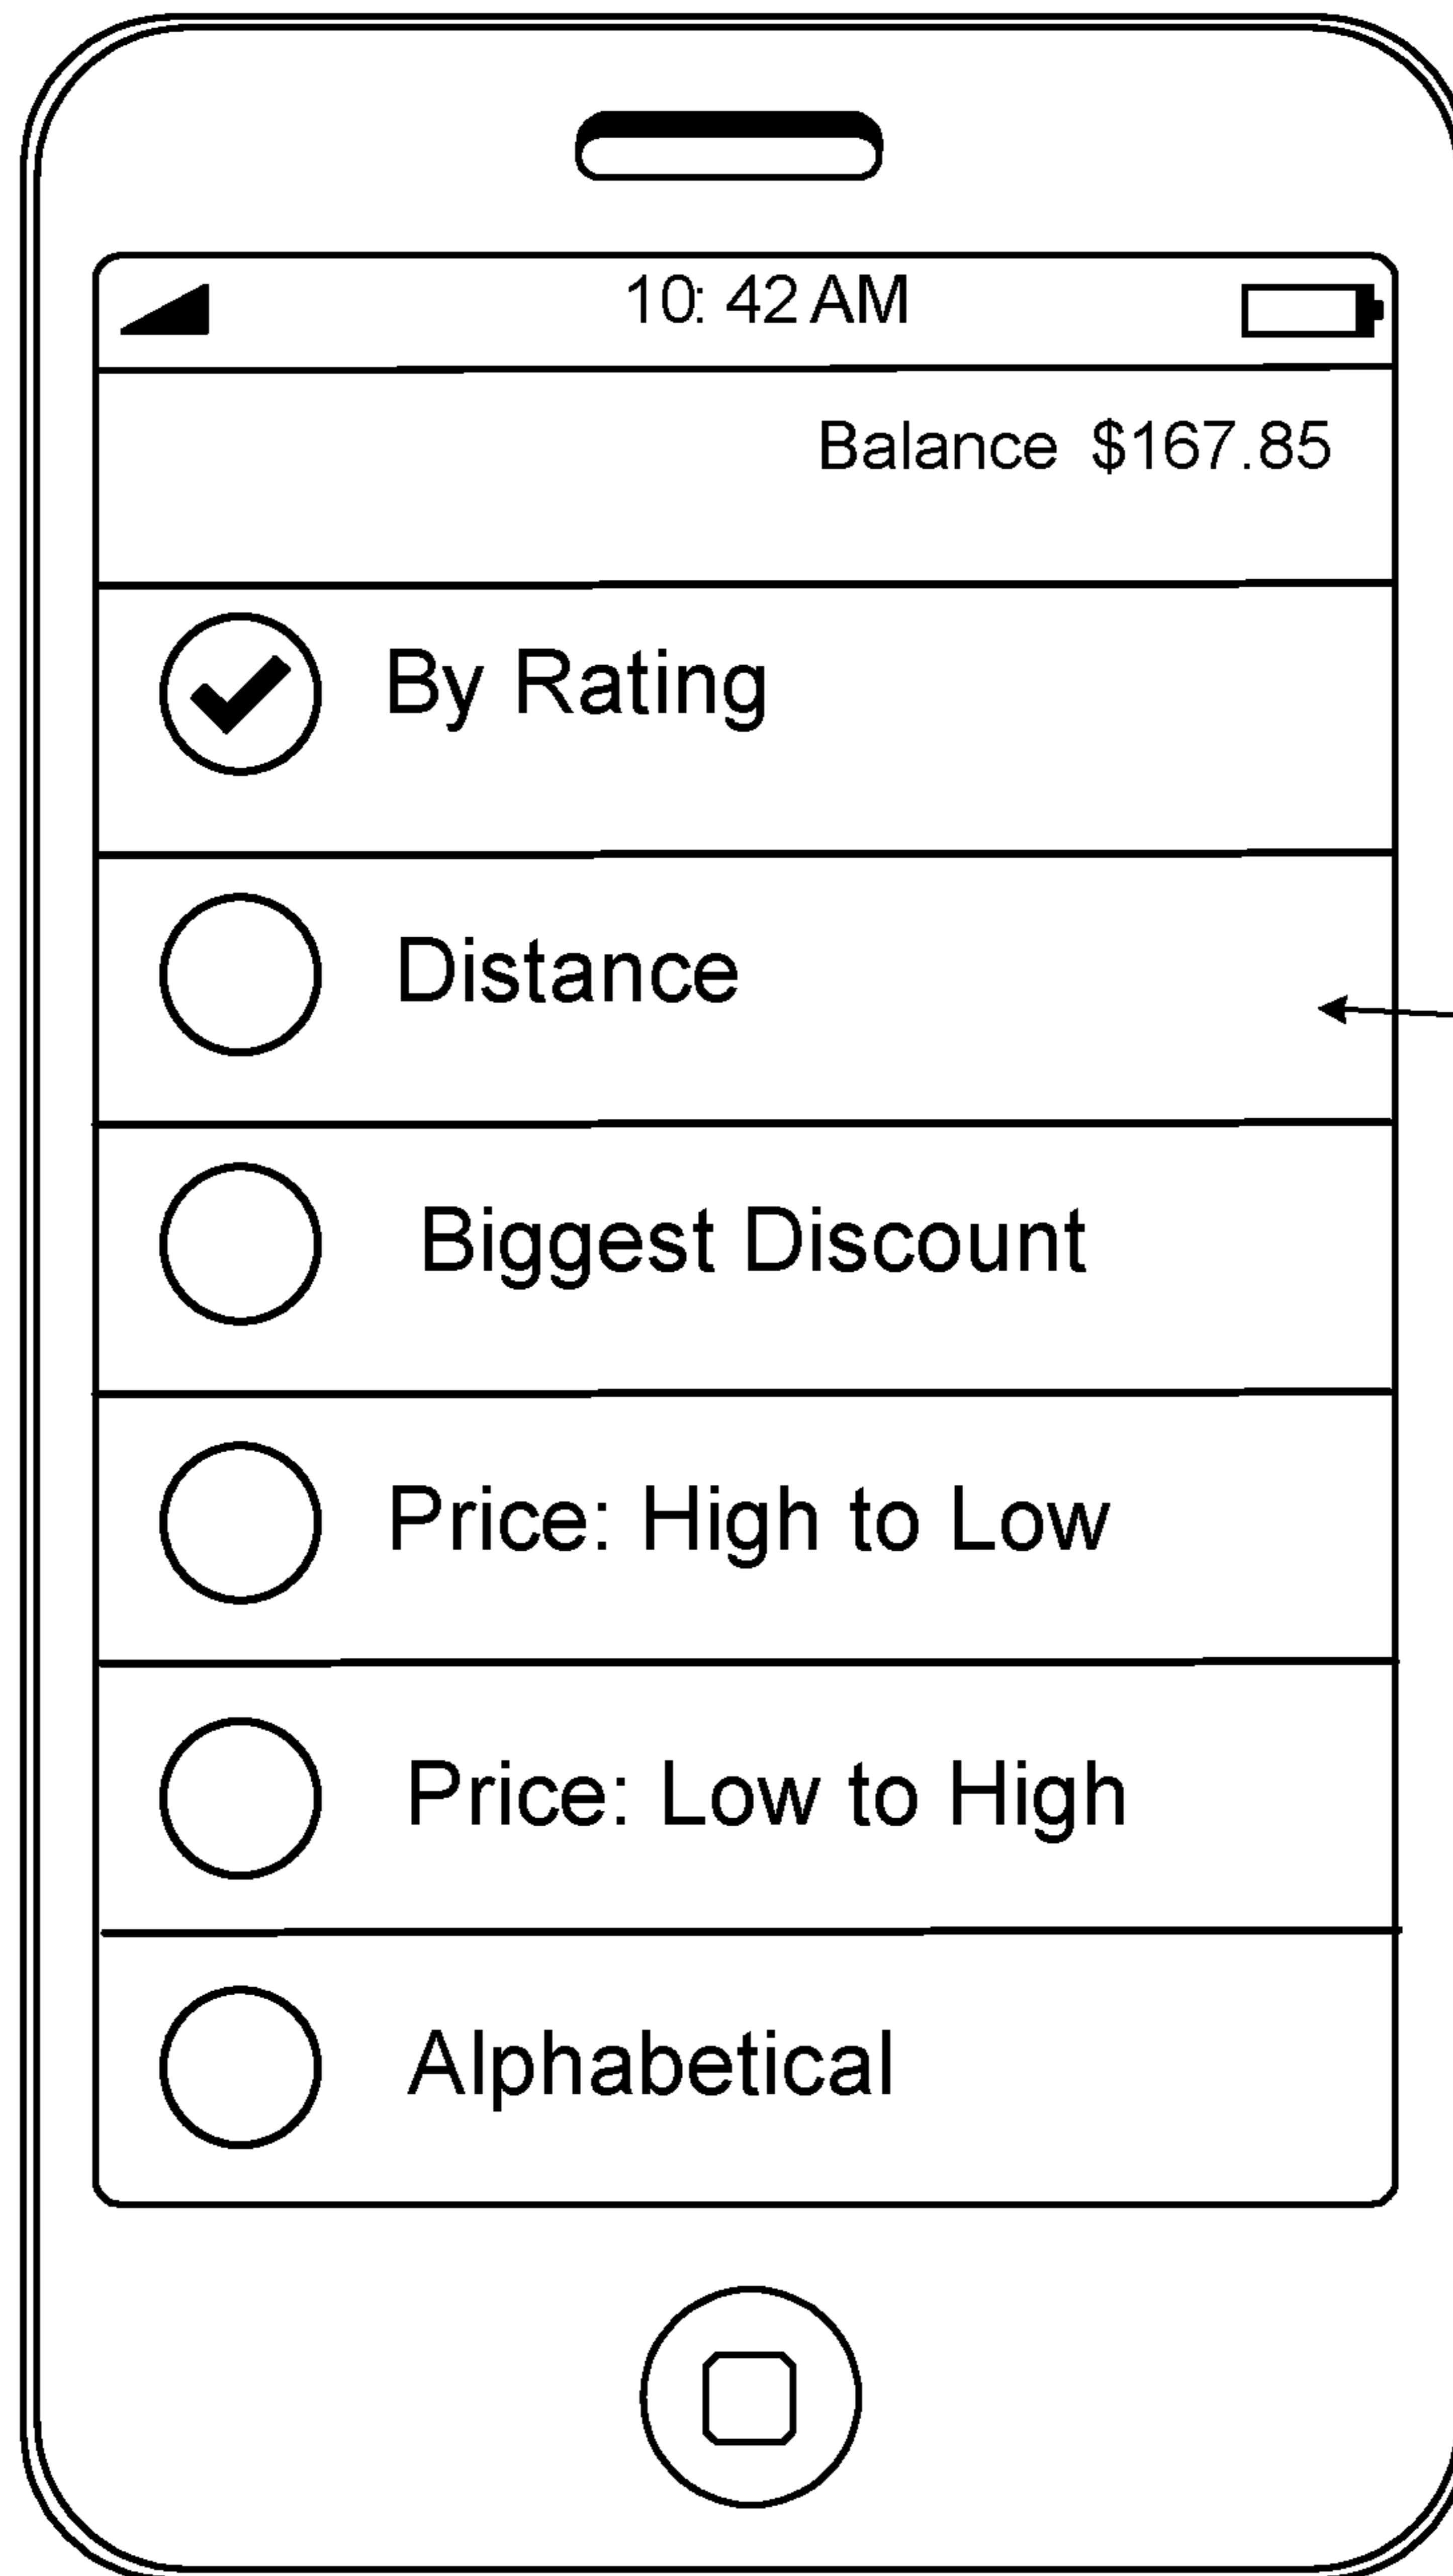 10: 42 AM
Balance $167.85
By Rating
Distance
Biggest Discount
Price: High to Low
Price: Low to High
Alphabetical